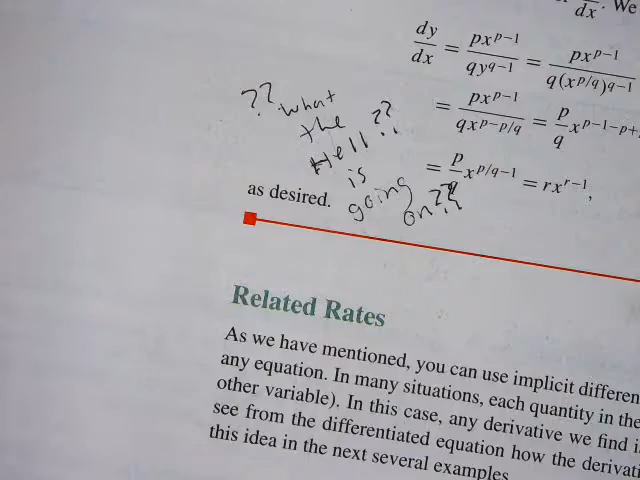 dy/dx . We
dy/dx = px^{p-1}/qy^{q-1} = px^{p-1}/q(x^{p/q})^{q-1}
= px^{p-1}/qx^{p-p/q} = p/q x^{p-1-p+
= p/q x^{p/q-1} = rx^{r-1},
?? what
the
Hell ??
is
going
on??
as desired.
Related Rates
As we have mentioned, you can use implicit differen
any equation. In many situations, each quantity in the
other variable). In this case, any derivative we find i
see from the differentiated equation how the derivati
this idea in the next several examples.